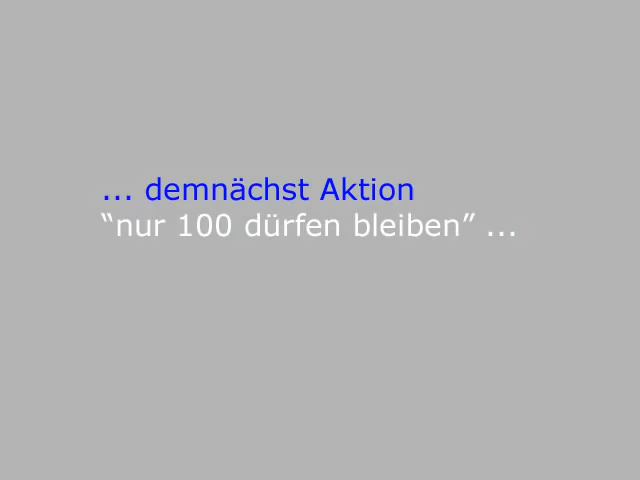 ... demnächst Aktion
“nur 100 dürfen bleiben” ...